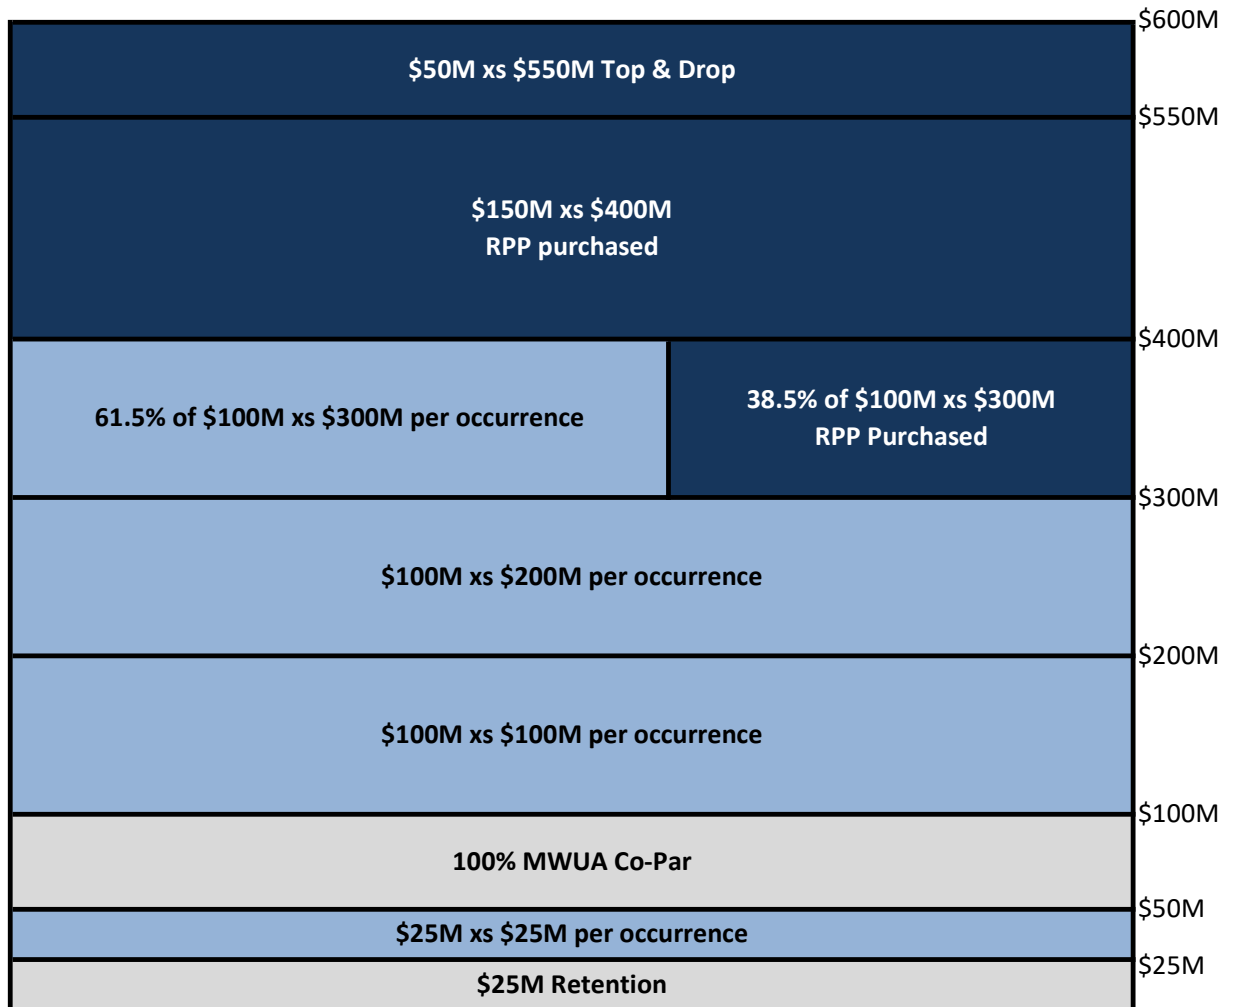 $600M
$50M xs $550M Top & Drop
$550M
$150M xs $400M
RPP purchased
$400M
61.5% of $100M xs $300M per occurrence
38.5% of $100M xs $300M
RPP Purchased
$300M
$100M xs $200M per occurrence
$200M
$100M xs $100M per occurrence
$100M
100% MWUA Co-Par
$50M
$25M xs $25M per occurrence
$25M
$25M Retention